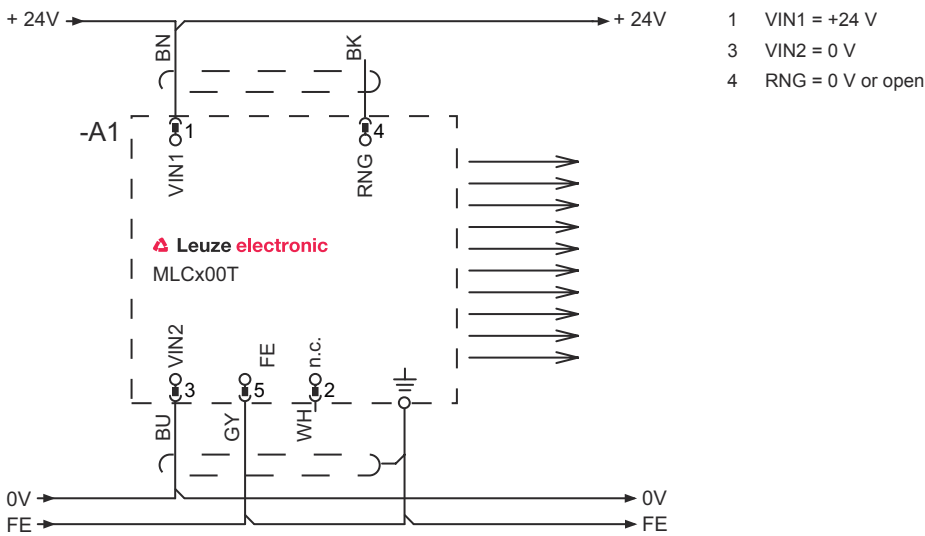 + 24V
+ 24V
1 VIN1 = +24 V
3 VIN2 = 0 V
4 RNG = 0 V or open
BN
BK
-A1
1
4
VIN1
RNG
Leuze electronic
MLCx00T
VIN2
FE
n.c.
3
5
2
BU
GY
WH
0V
0V
FE
FE